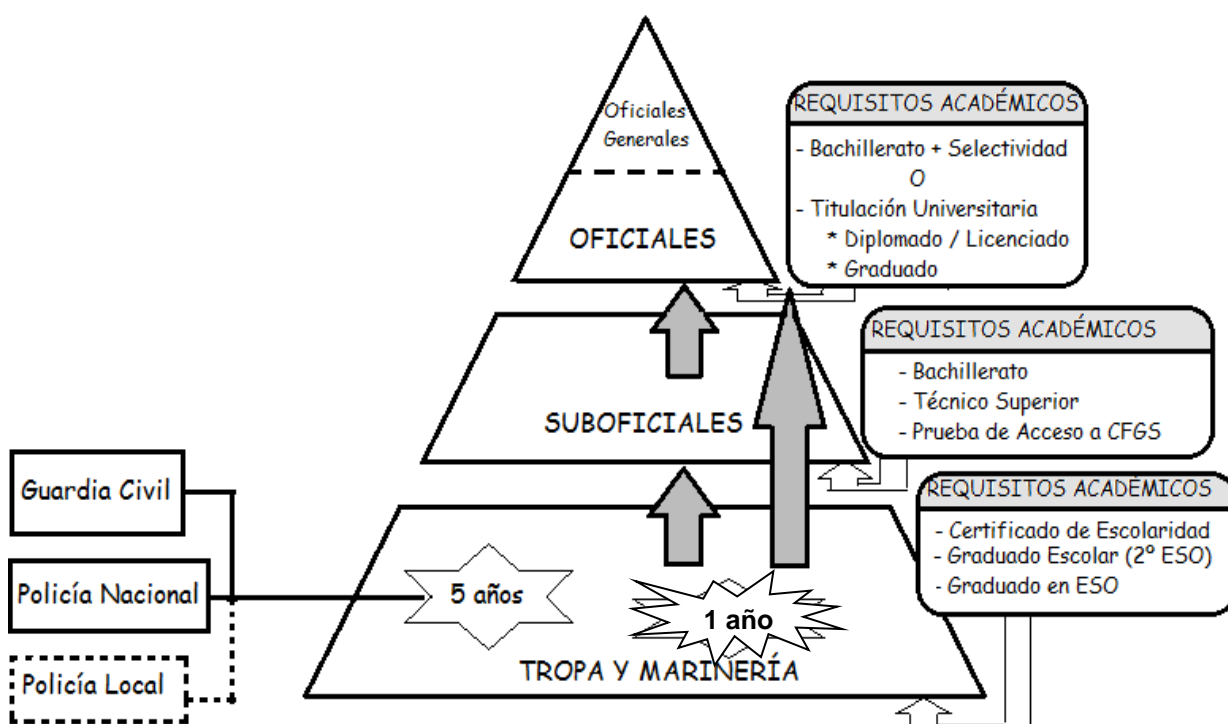 Oficiales
Generales
OFICIALES
REQUISITOS ACADÉMICOS
- Bachillerato + Selectividad
O
- Titulación Universitaria
* Diplomado / Licenciado
* Graduado
SUBOFICIALES
REQUISITOS ACADÉMICOS
- Bachillerato
- Técnico Superior
- Prueba de Acceso a CFGS
Guardia Civil
Policía Nacional
Policía Local
5 años
1 año
TROPA Y MARINERÍA
REQUISITOS ACADÉMICOS
- Certificado de Escolaridad
- Graduado Escolar (2º ESO)
- Graduado en ESO